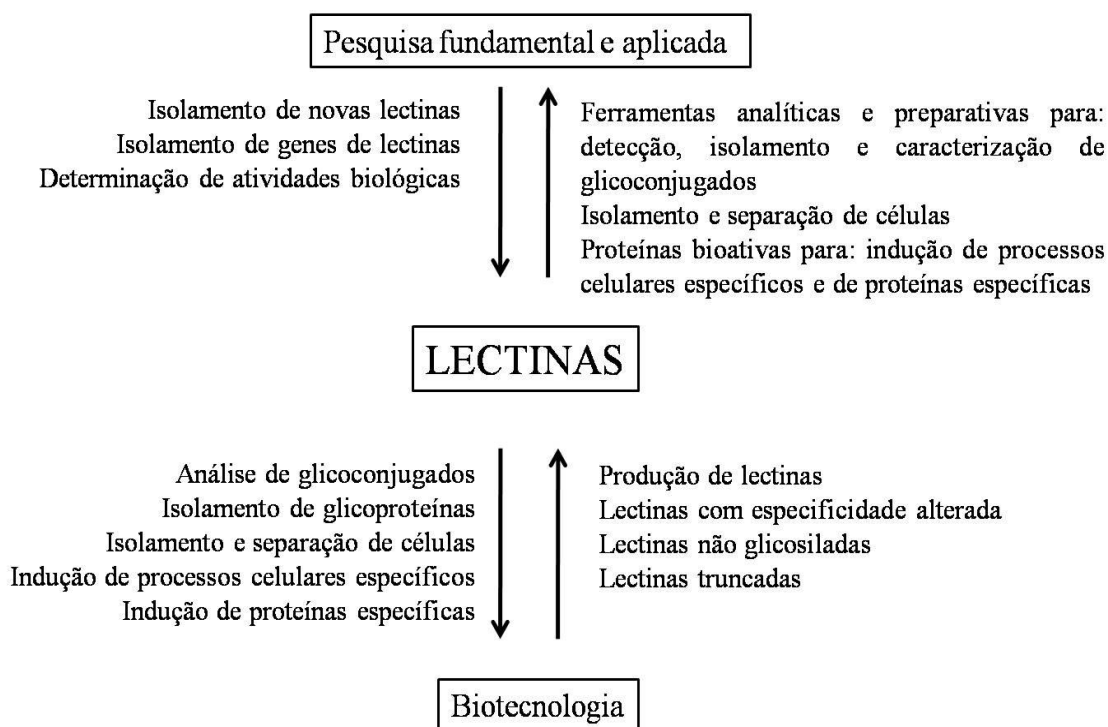 Pesquisa fundamental e aplicada
Isolamento de novas lectinas
Isolamento de genes de lectinas
Determinação de atividades biológicas
Ferramentas analíticas e preparativas para:
detecção, isolamento e caracterização de
glicoconjugados
Isolamento e separação de células
Proteínas bioativas para: indução de processos
celulares específicos e de proteínas específicas
LECTINAS
Análise de glicoconjugados
Isolamento de glicoproteínas
Isolamento e separação de células
Indução de processos celulares específicos
Indução de proteínas específicas
Produção de lectinas
Lectinas com especificidade alterada
Lectinas não glicosiladas
Lectinas truncadas
Biotecnologia